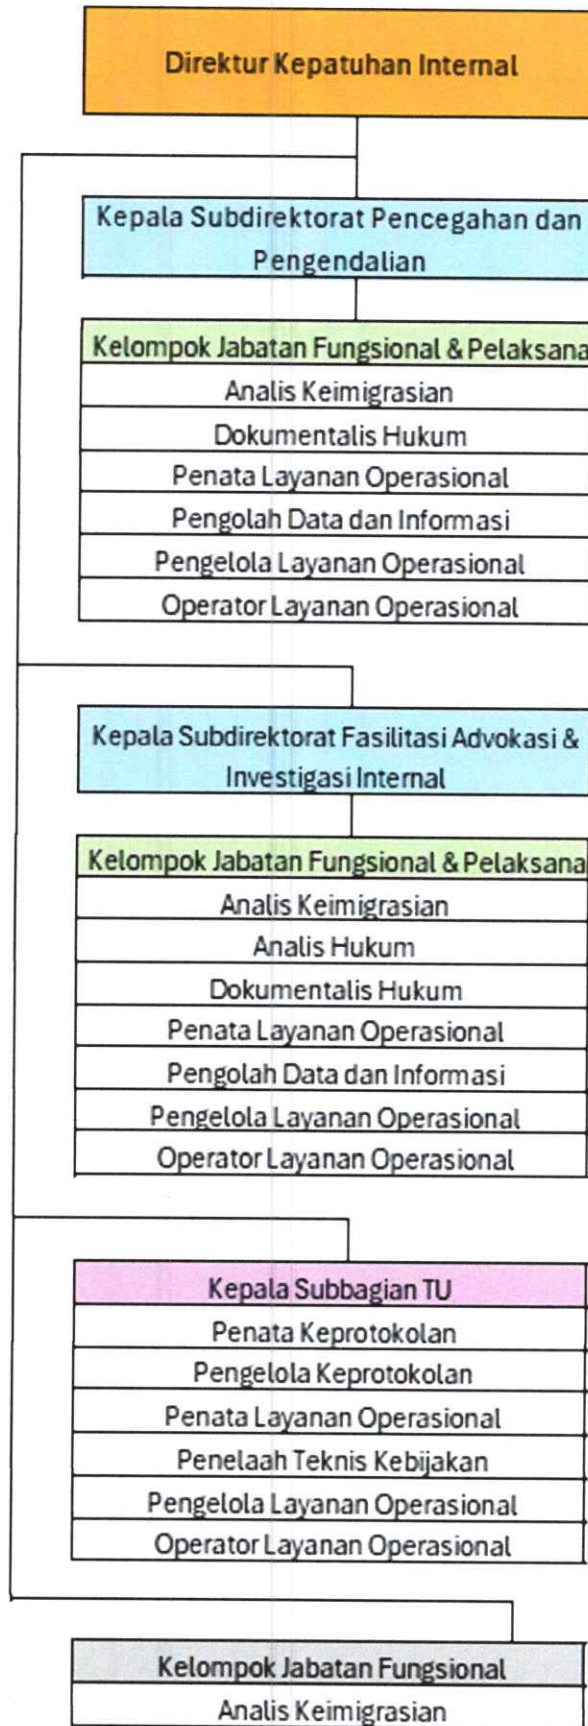 Direktur Kepatuhan Internal
Kepala Subdirektorat Pencegahan dan
Pengendalian
Kelompok Jabatan Fungsional & Pelaksana
Analis Keimigrasian
Dokumentalis Hukum
Penata Layanan Operasional
Pengolah Data dan Informasi
Pengelola Layanan Operasional
Operator Layanan Operasional
Kepala Subdirektorat Fasilitasi Advokasi &
Investigasi Internal
Kelompok Jabatan Fungsional & Pelaksana
Analis Keimigrasian
Analis Hukum
Dokumentalis Hukum
Penata Layanan Operasional
Pengolah Data dan Informasi
Pengelola Layanan Operasional
Operator Layanan Operasional
Kepala Subbagian TU
Penata Keprotokolan
Pengelola Keprotokolan
Penata Layanan Operasional
Penelaah Teknis Kebijakan
Pengelola Layanan Operasional
Operator Layanan Operasional
Kelompok Jabatan Fungsional
Analis Keimigrasian